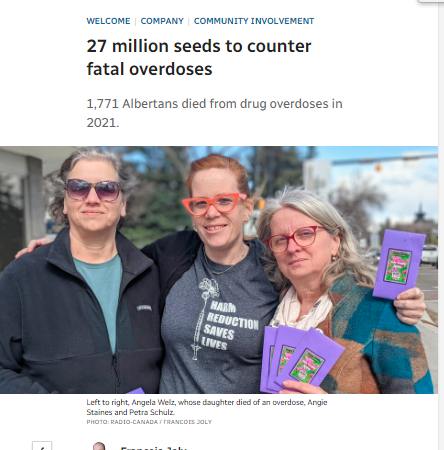 WELCOME | COMPANY | COMMUNITY INVOLVEMENT
27 million seeds to counter
fatal overdoses
1,771 Albertans died from drug overdoses in
2021.
HARM
REDUCTION
SAVES
LIVES
Left to right, Angela Welz, whose daughter died of an overdose, Angie
Staines and Petra Schulz.
PHOTO: RADIO-CANADA / FRANCOIS JOLY